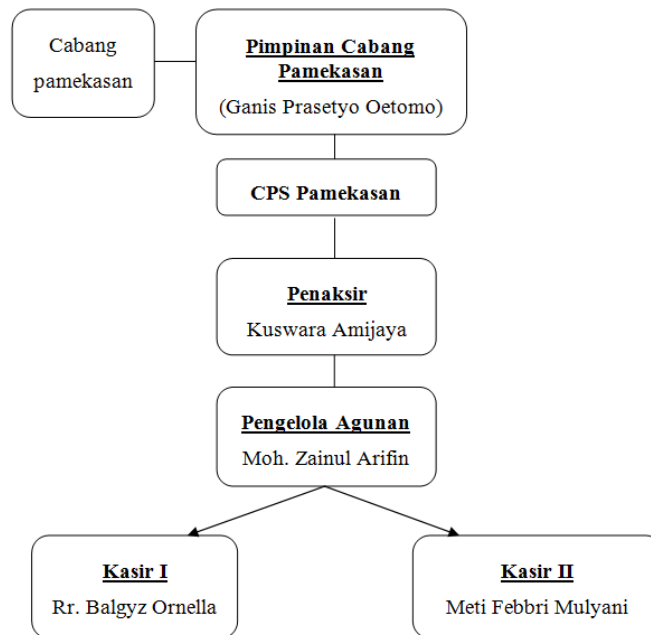 Cabang
pamekasan
Pimpinan Cabang
Pamekasan
(Ganis Prasetyo Oetomo)
CPS Pamekasan
Penaksir
Kuswara Amijaya
Pengelola Agunan
Moh. Zainul Arifin
Kasir I
Rr. Balgyz Ornella
Kasir II
Meti Febbri Mulyani